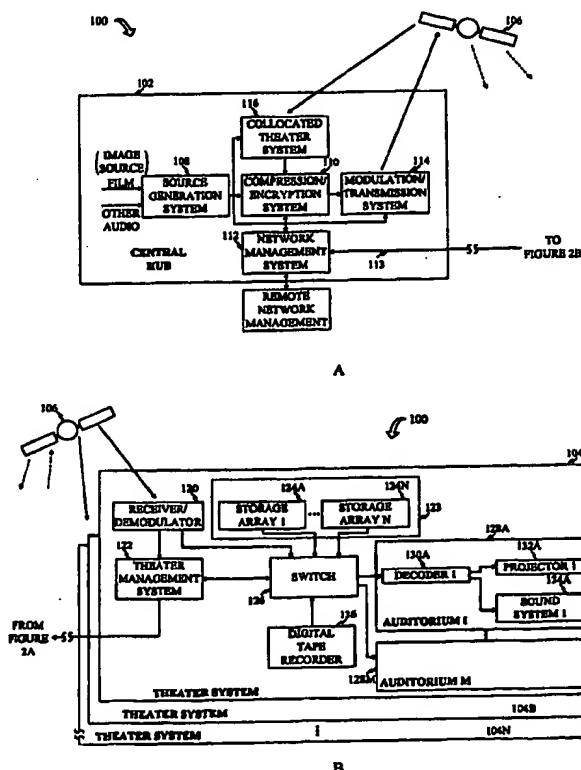 100
106
102
116
COLLOCATED
THEATER
SYSTEM
( IMAGE
SOURCE )
FILM
108
SOURCE
GENERATION
SYSTEM
OTHER
AUDIO
110
COMPRESSION/
ENCRYPTION
SYSTEM
114
MODULATION/
TRANSMISSION
SYSTEM
112
NETWORK
MANAGEMENT
SYSTEM
CENTRAL
HUB
113
TO
FIGURE 2B
REMOTE
NETWORK
MANAGEMENT
A
106
100
104
120
RECEIVER/
DEMODULATOR
124A
STORAGE
ARRAY 1
...
124N
STORAGE
ARRAY N
123
122
THEATER
MANAGEMENT
SYSTEM
SWITCH
126
128A
130A
DECODER 1
132A
PROJECTOR 1
134A
SOUND
SYSTEM 1
AUDITORIUM 1
FROM
FIGURE 2A
136
DIGITAL
TAPE
RECORDER
128M
AUDITORIUM M
THEATER SYSTEM
THEATER SYSTEM 104B
THEATER SYSTEM 104N
B